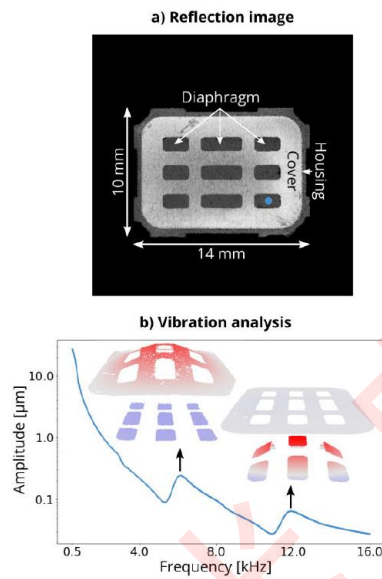 a) Reflection image
Diaphragm
10 mm
Cover
Housing
14 mm
b) Vibration analysis
Amplitude [μm]
10.0
1.0
0.1
0.5
4.0
8.0
12.0
16.0
Frequency [kHz]